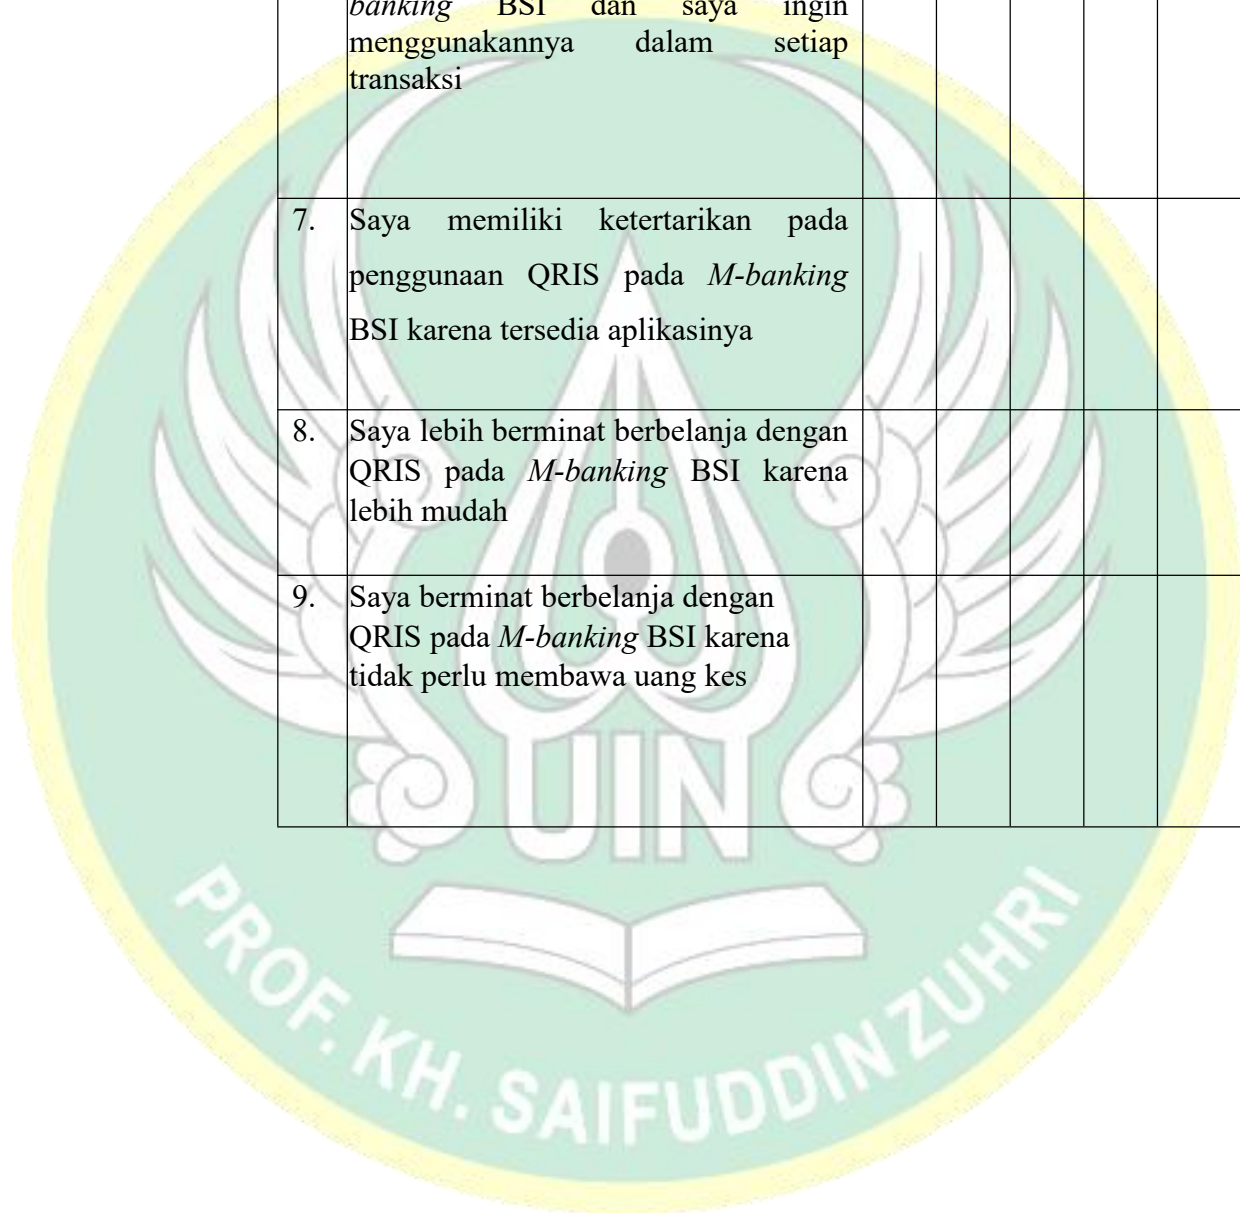 banking BSI dan saya ingin
menggunakannya dalam setiap
transaksi
7. Saya memiliki ketertarikan pada
penggunaan QRIS pada M-banking
BSI karena tersedia aplikasinya
8. Saya lebih berminat berbelanja dengan
QRIS pada M-banking BSI karena
lebih mudah
9. Saya berminat berbelanja dengan
QRIS pada M-banking BSI karena
tidak perlu membawa uang kes
UIN
PROF. KH. SAIFUDDIN ZUHRI